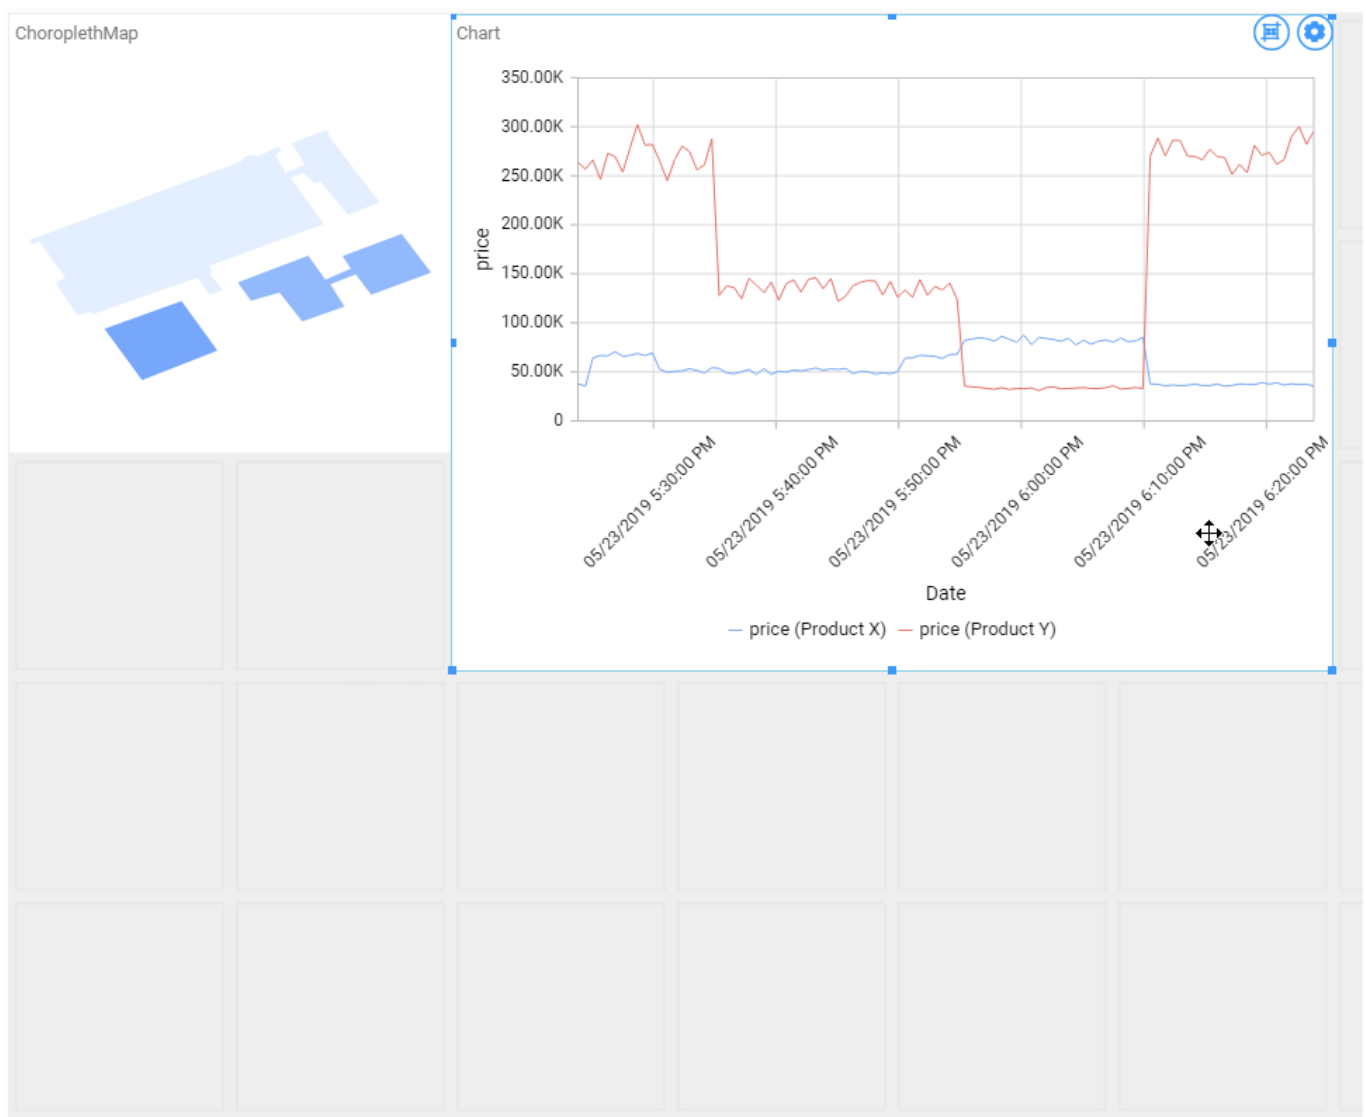 ChoroplethMap
Chart
350.00K
300.00K
250.00K
200.00K
150.00K
100.00K
50.00K
0
price
05/23/2019 5:30:00 PM
05/23/2019 5:40:00 PM
05/23/2019 5:50:00 PM
05/23/2019 6:00:00 PM
05/23/2019 6:10:00 PM
05/23/2019 6:20:00 PM
Date
price (Product X) price (Product Y)